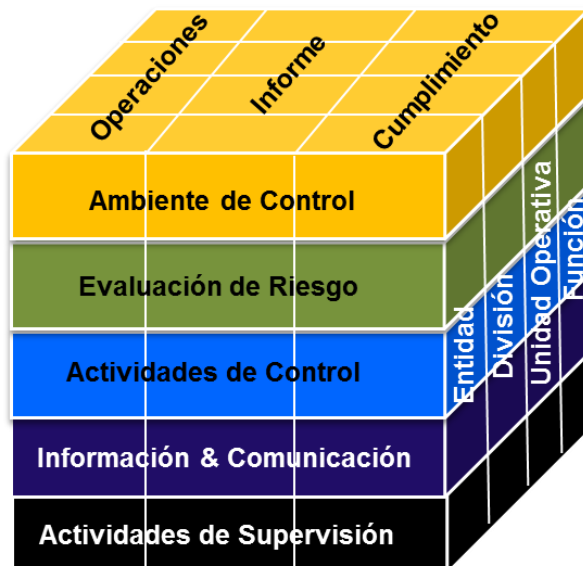 Operaciones
Informe
Cumplimiento
Ambiente de Control
Evaluación de Riesgo
Actividades de Control
Información & Comunicación
Actividades de Supervisión
Entidad
División
Unidad Operativa
Función